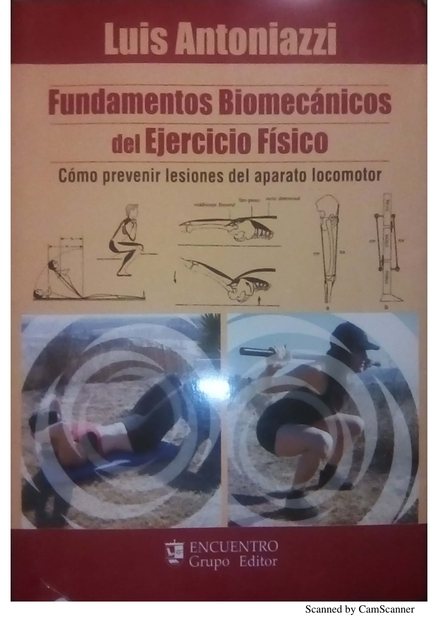 Luis Antoniazzi
Fundamentos Biomecánicos
del Ejercicio Físico
Cómo prevenir lesiones del aparato locomotor
a
b
ENCUENTRO
Grupo Editor
Scanned by CamScanner